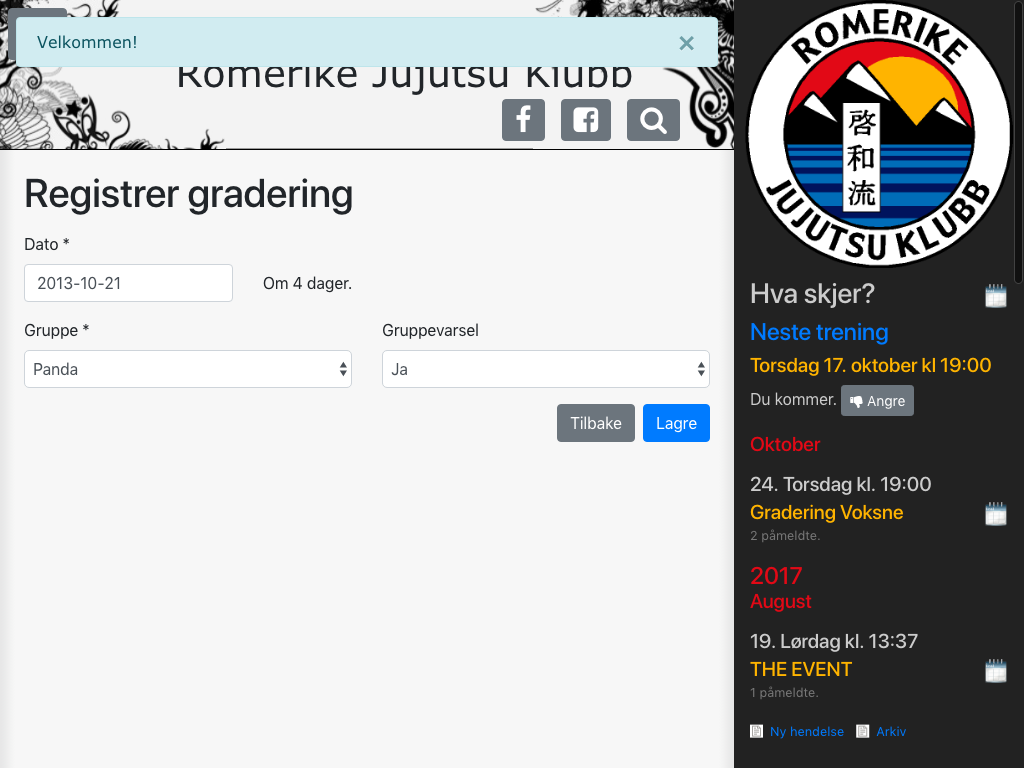 Velkommen!
×
Romerike Jujutsu Klubb
Registrer gradering
Dato *
2013-10-21
Om 4 dager.
Gruppe *
Gruppevarsel
Panda
Ja
Tilbake
Lagre
ROMERIKE
啓和流
JUJUTSU KLUBB
Hva skjer?
Neste trening
Torsdag 17. oktober kl 19:00
Du kommer.
Angre
Oktober
24. Torsdag kl. 19:00
Gradering Voksne
2 påmeldte.
2017
August
19. Lørdag kl. 13:37
THE EVENT
1 påmeldte.
Ny hendelse
Arkiv